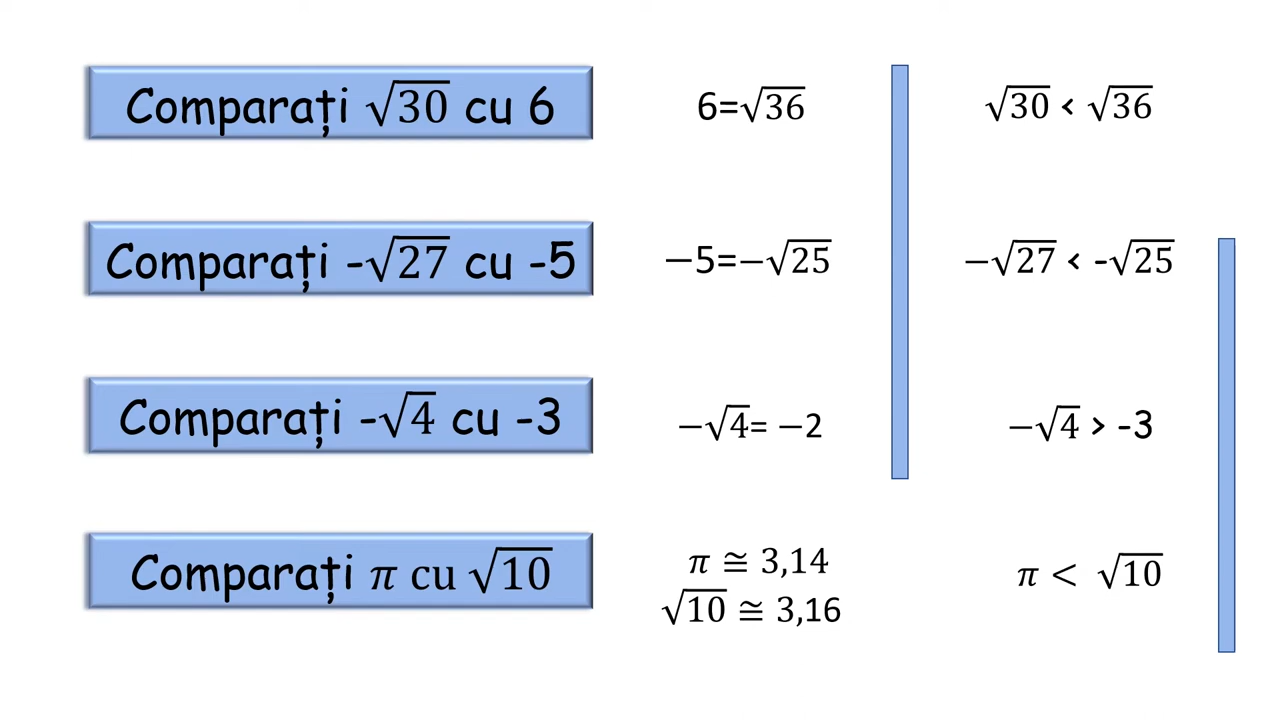 Comparați √30 cu 6
6=√36
√30 < √36
Comparați -√27 cu -5
−5=−√25
−√27 < -√25
Comparați -√4 cu -3
−√4= −2
−√4 > -3
Comparați π cu √10
π ≅ 3,14
√10 ≅ 3,16
π < √10